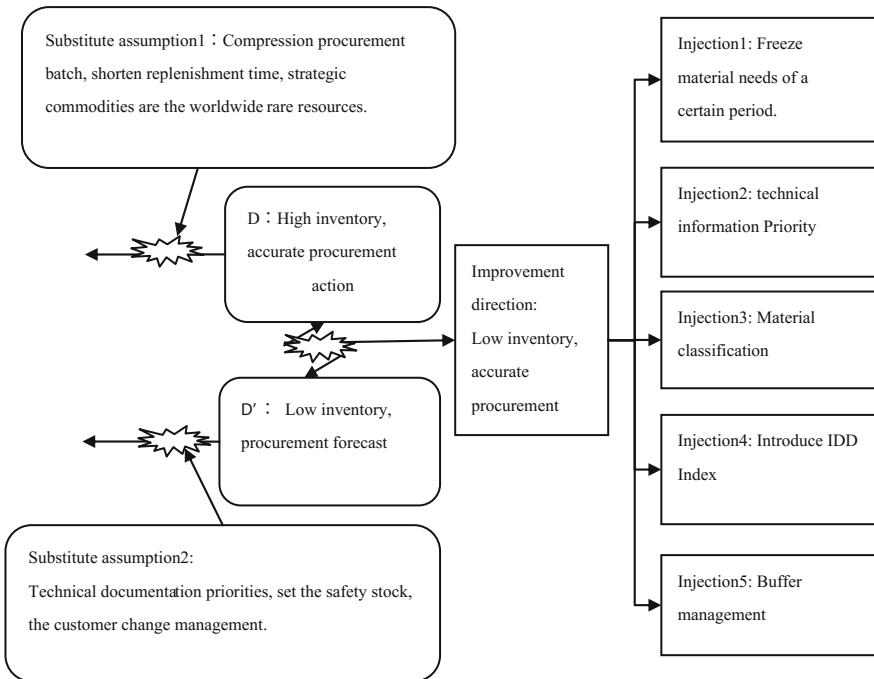 Substitute assumption1：Compression procurement
batch, shorten replenishment time, strategic
commodities are the worldwide rare resources.
D：High inventory,
accurate procurement
action
D′： Low inventory,
procurement forecast
Substitute assumption2:
Technical documentation priorities, set the safety stock,
the customer change management.
Improvement
direction:
Low inventory,
accurate
procurement
Injection1: Freeze
material needs of a
certain period.
Injection2: technical
information Priority
Injection3: Material
classification
Injection4: Introduce IDD
Index
Injection5: Buffer
management